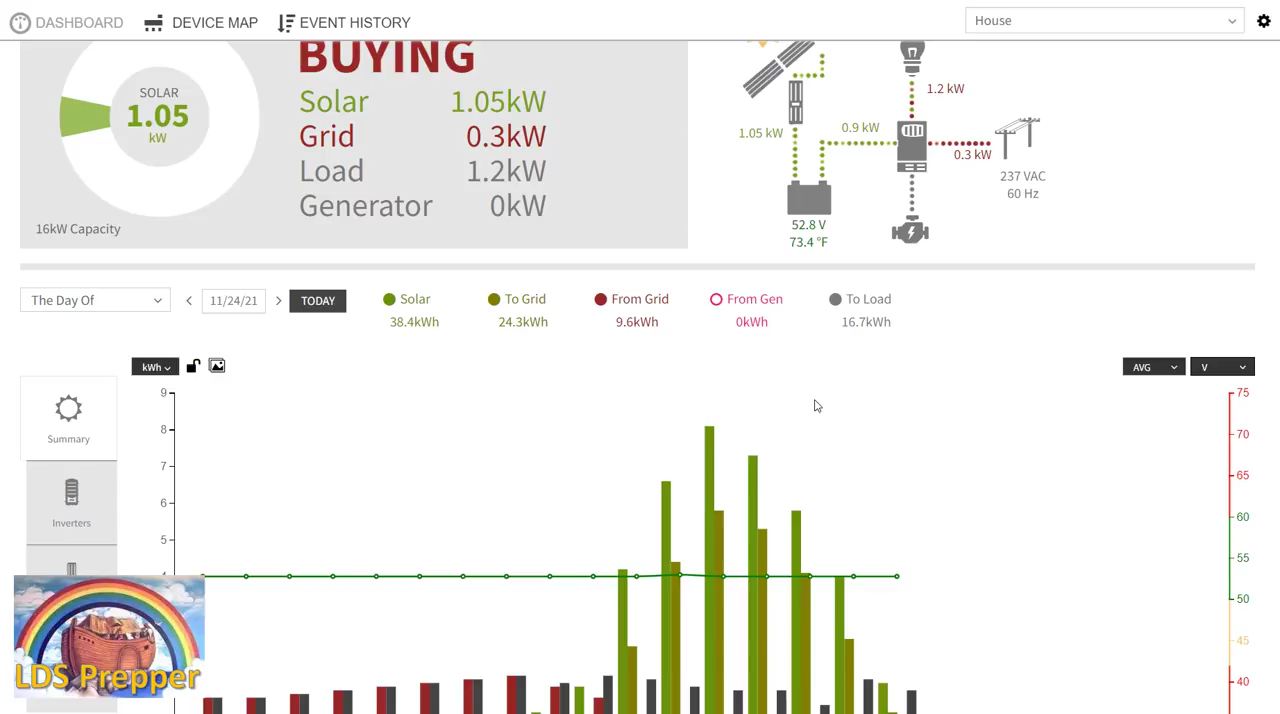 DASHBOARD DEVICE MAP EVENT HISTORY House
BUYING
SOLAR
1.05
kW
16kW Capacity
Solar 1.05kW
Grid 0.3kW
Load 1.2kW
Generator 0kW
1.2 kW
1.05 kW
0.9 kW
0.3 kW
237 VAC
60 Hz
52.8 V
73.4 °F
The Day Of 11/24/21 TODAY
Solar To Grid From Grid From Gen To Load
38.4kWh 24.3kWh 9.6kWh 0kWh 16.7kWh
kWh AVG V
Summary
Inverters
9
8
7
6
5
75
70
65
60
55
50
45
40
LDS Prepper